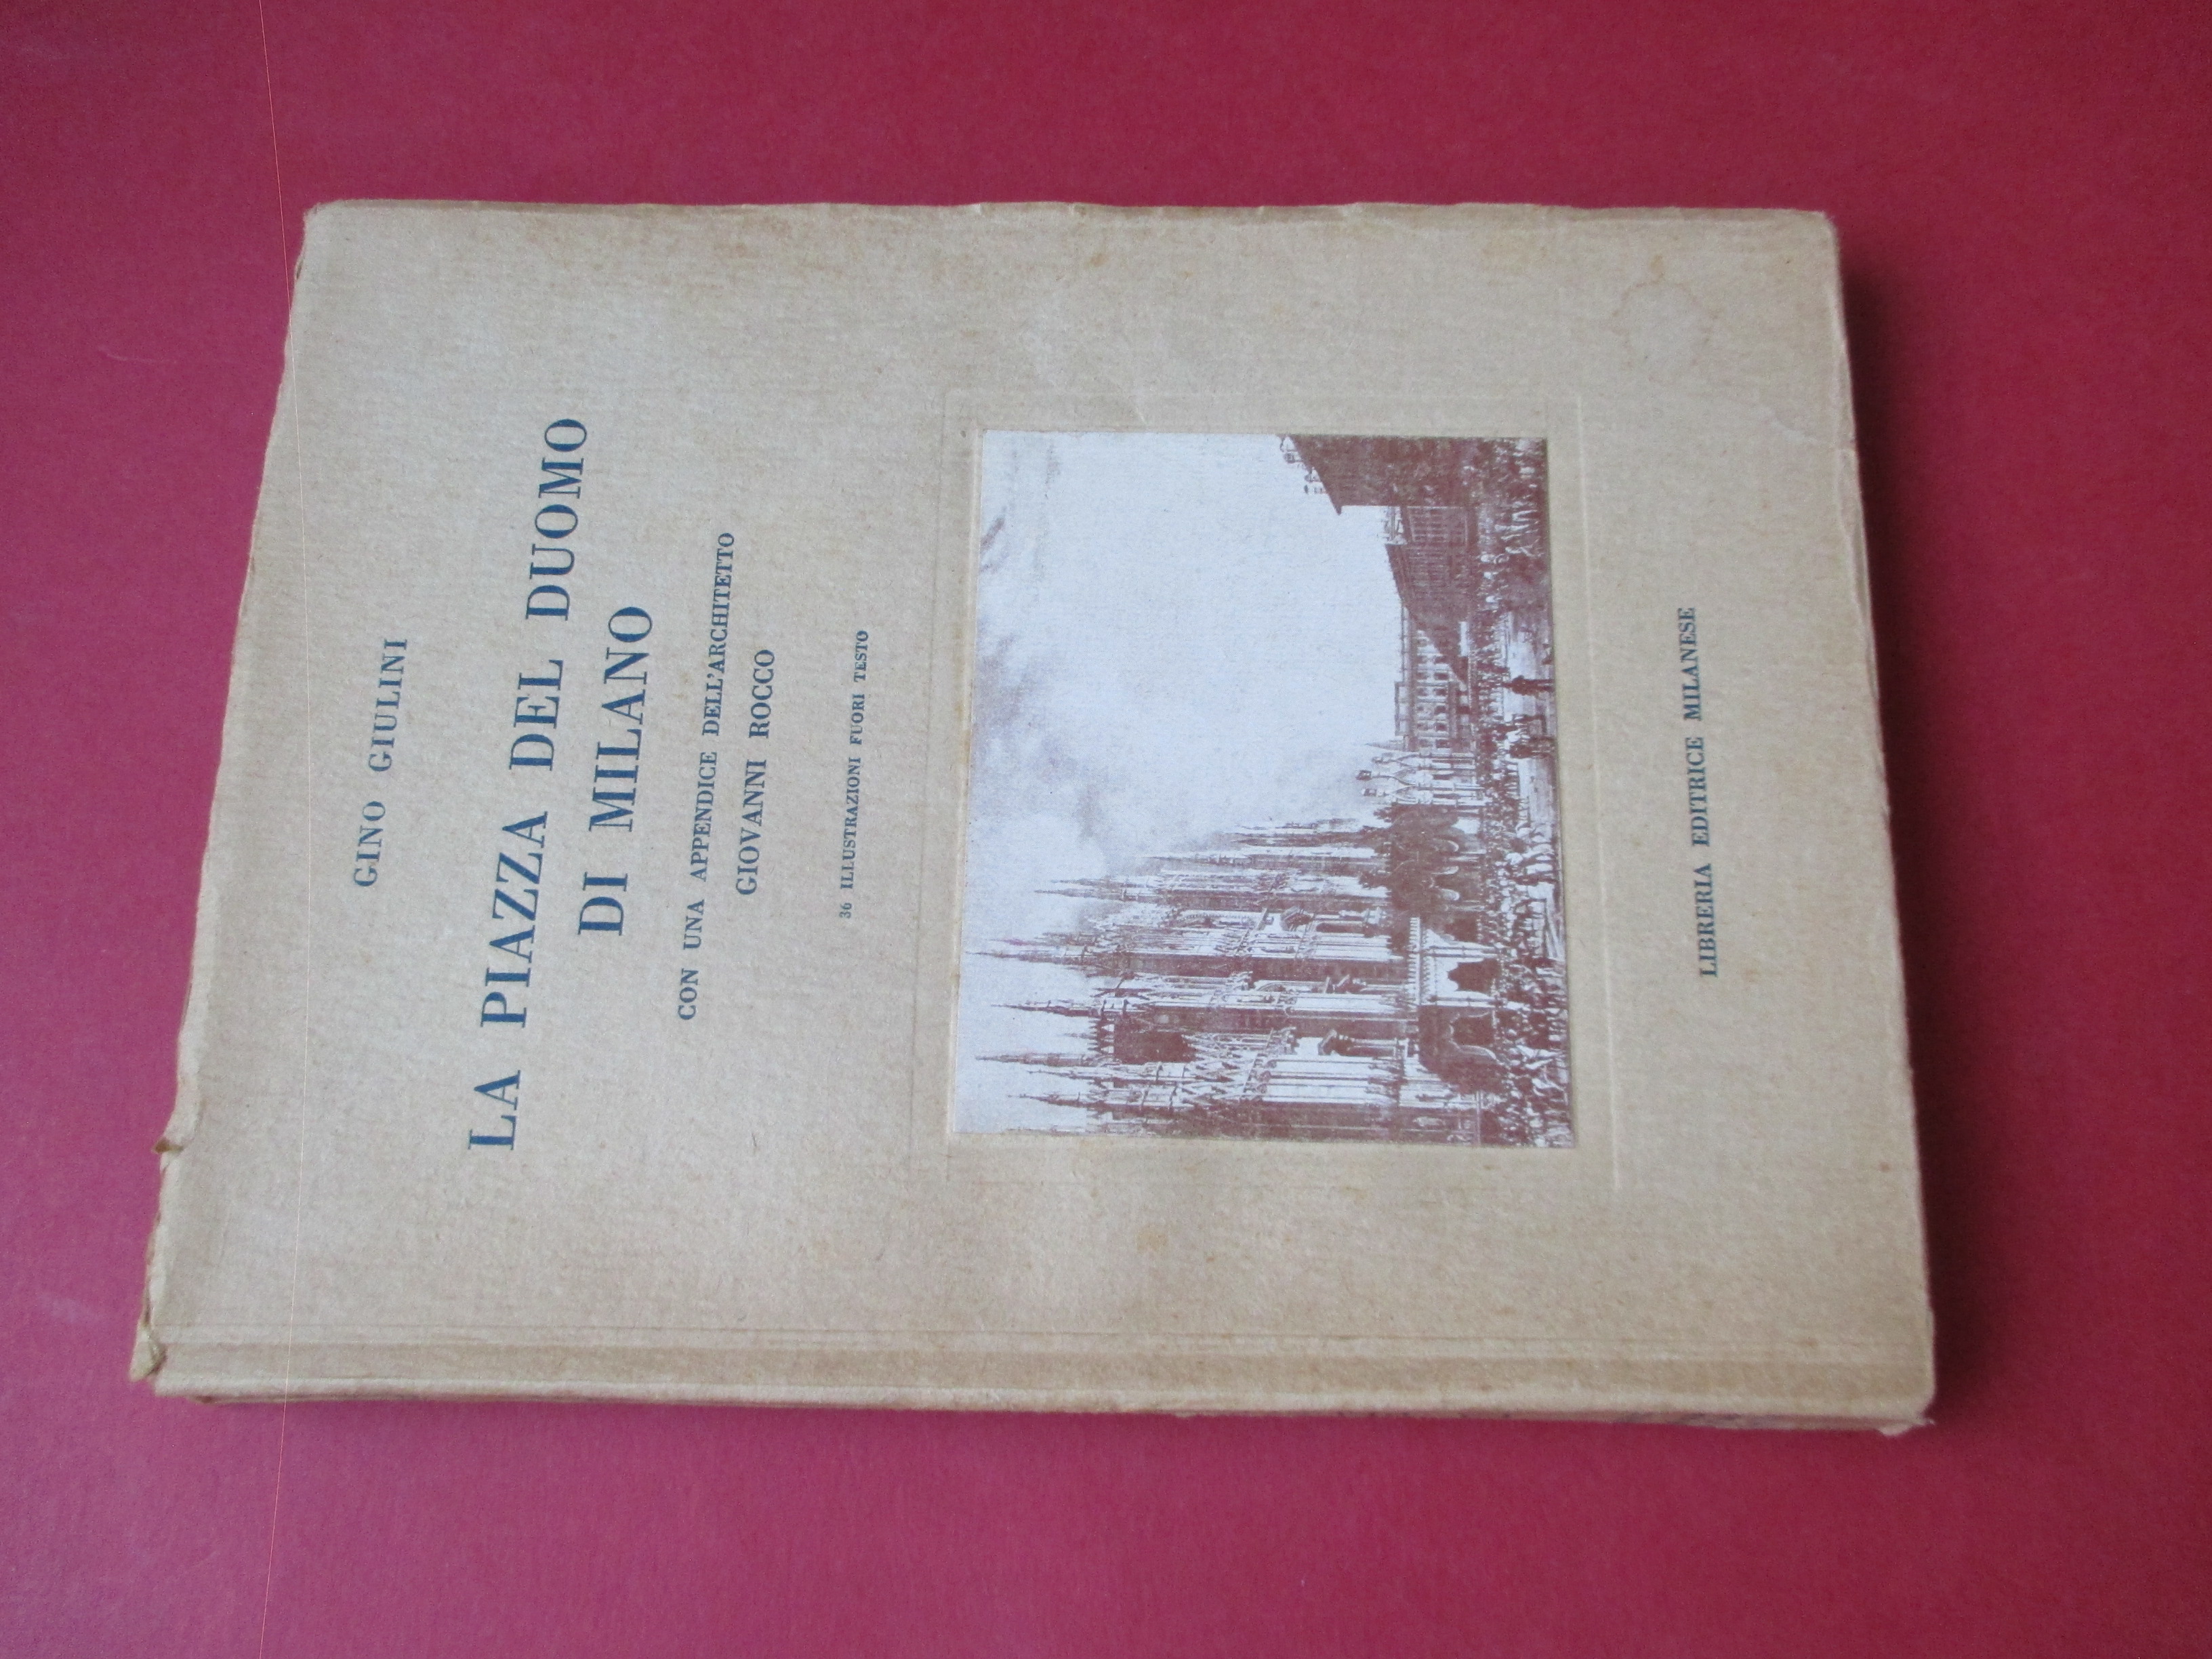 GINO GIULINI
LA PIAZZA DEL DUOMO
DI MILANO
CON UNA APPENDICE DELL'ARCHITETTO
GIOVANNI ROCCO
36 ILLUSTRAZIONI FUORI TESTO
LIBRERIA EDITRICE MILANESE